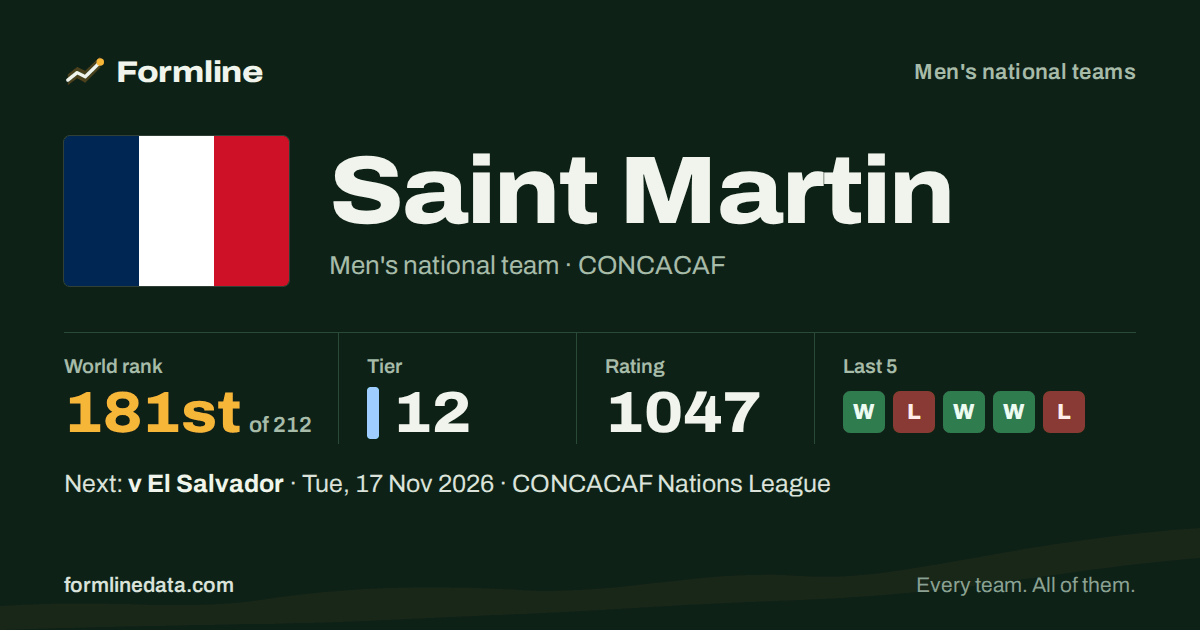 Formline
Men's national teams
Saint Martin
Men's national team · CONCACAF
World rank
181st of 212
Tier
12
Rating
1047
Last 5
W L W W L
Next: v El Salvador · Tue, 17 Nov 2026 · CONCACAF Nations League
formlinedata.com
Every team. All of them.